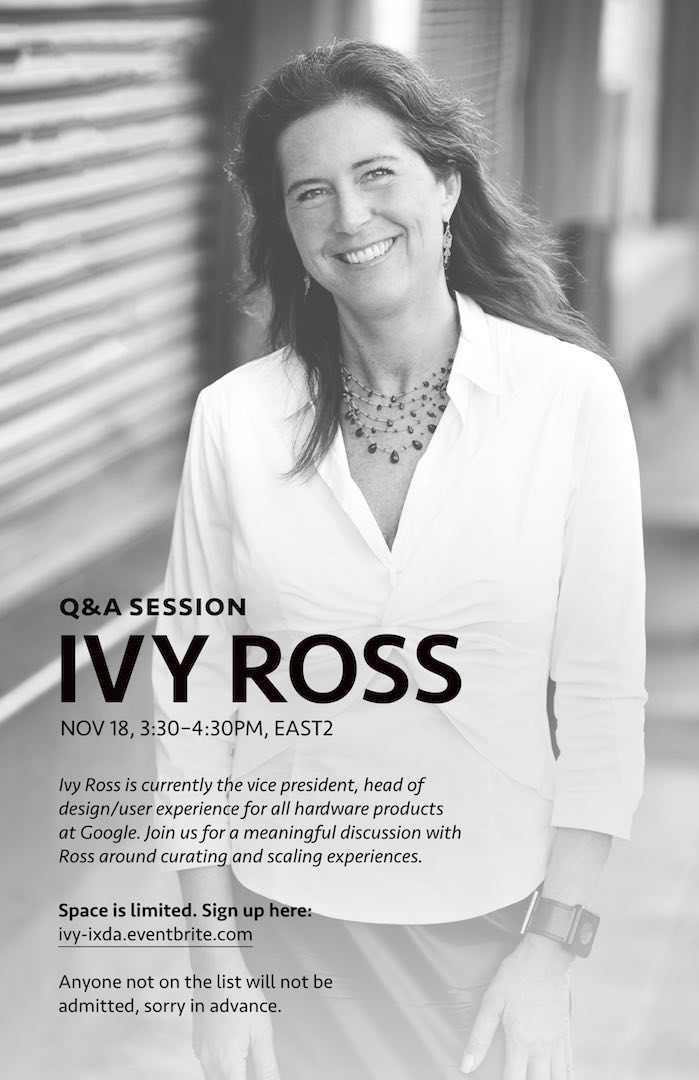 Q&A SESSION
IVY ROSS
NOV 18, 3:30–4:30PM, EAST2
Ivy Ross is currently the vice president, head of
design/user experience for all hardware products
at Google. Join us for a meaningful discussion with
Ross around curating and scaling experiences.
Space is limited. Sign up here:
ivy-ixda.eventbrite.com
Anyone not on the list will not be
admitted, sorry in advance.